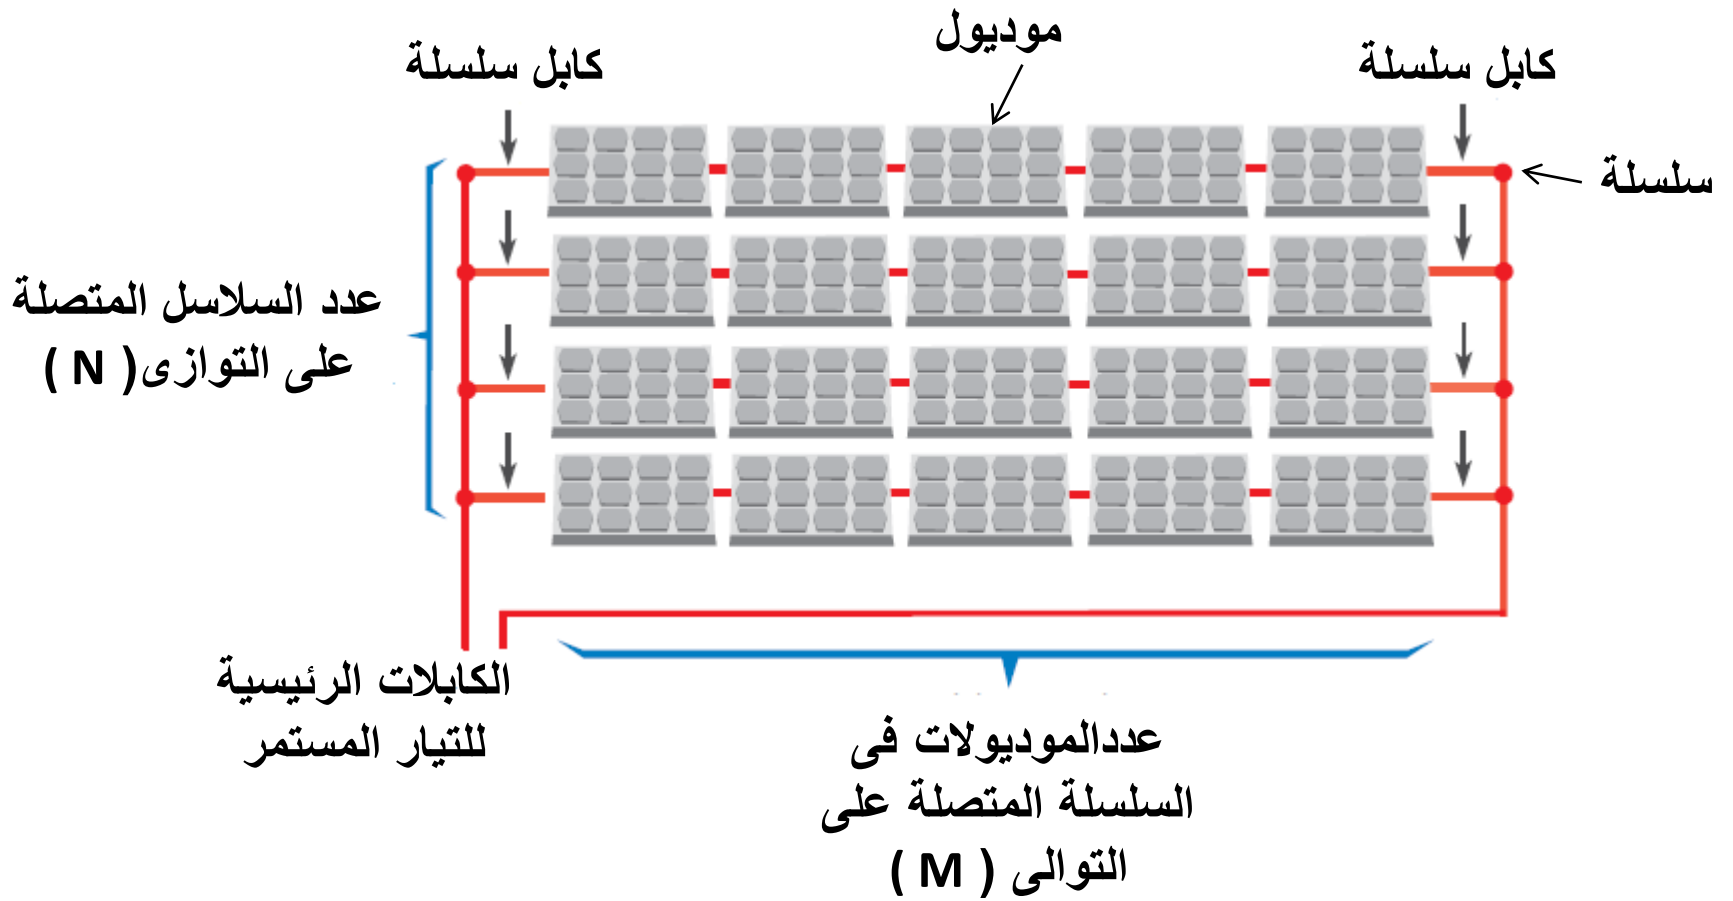 موديول
كابل سلسلة
كابل سلسلة
سلسلة
عدد السلاسل المتصلة
على التوازى( N )
الكابلات الرئيسية
للتيار المستمر
عددالموديولات فى
السلسلة المتصلة على
التوالى ( M )